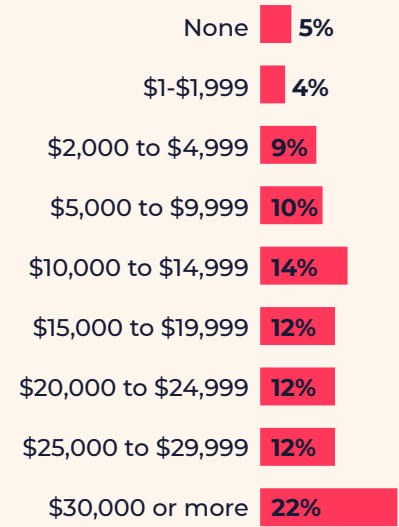 None 5%
$1-$1,999 4%
$2,000 to $4,999 9%
$5,000 to $9,999 10%
$10,000 to $14,999 14%
$15,000 to $19,999 12%
$20,000 to $24,999 12%
$25,000 to $29,999 12%
$30,000 or more 22%